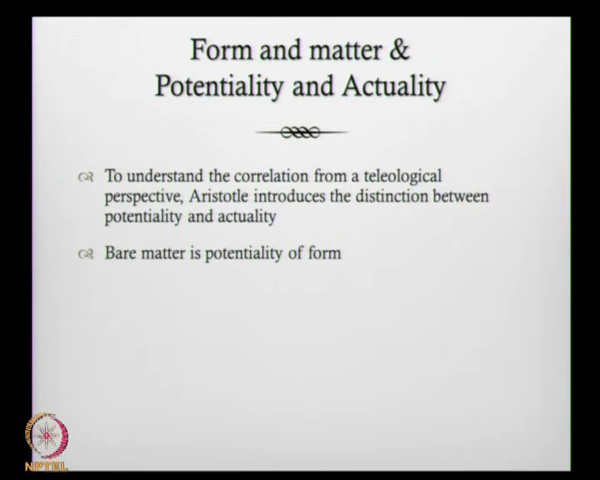 Form and matter &
Potentiality and Actuality
To understand the correlation from a teleological
perspective, Aristotle introduces the distinction between
potentiality and actuality
Bare matter is potentiality of form
NPTEL